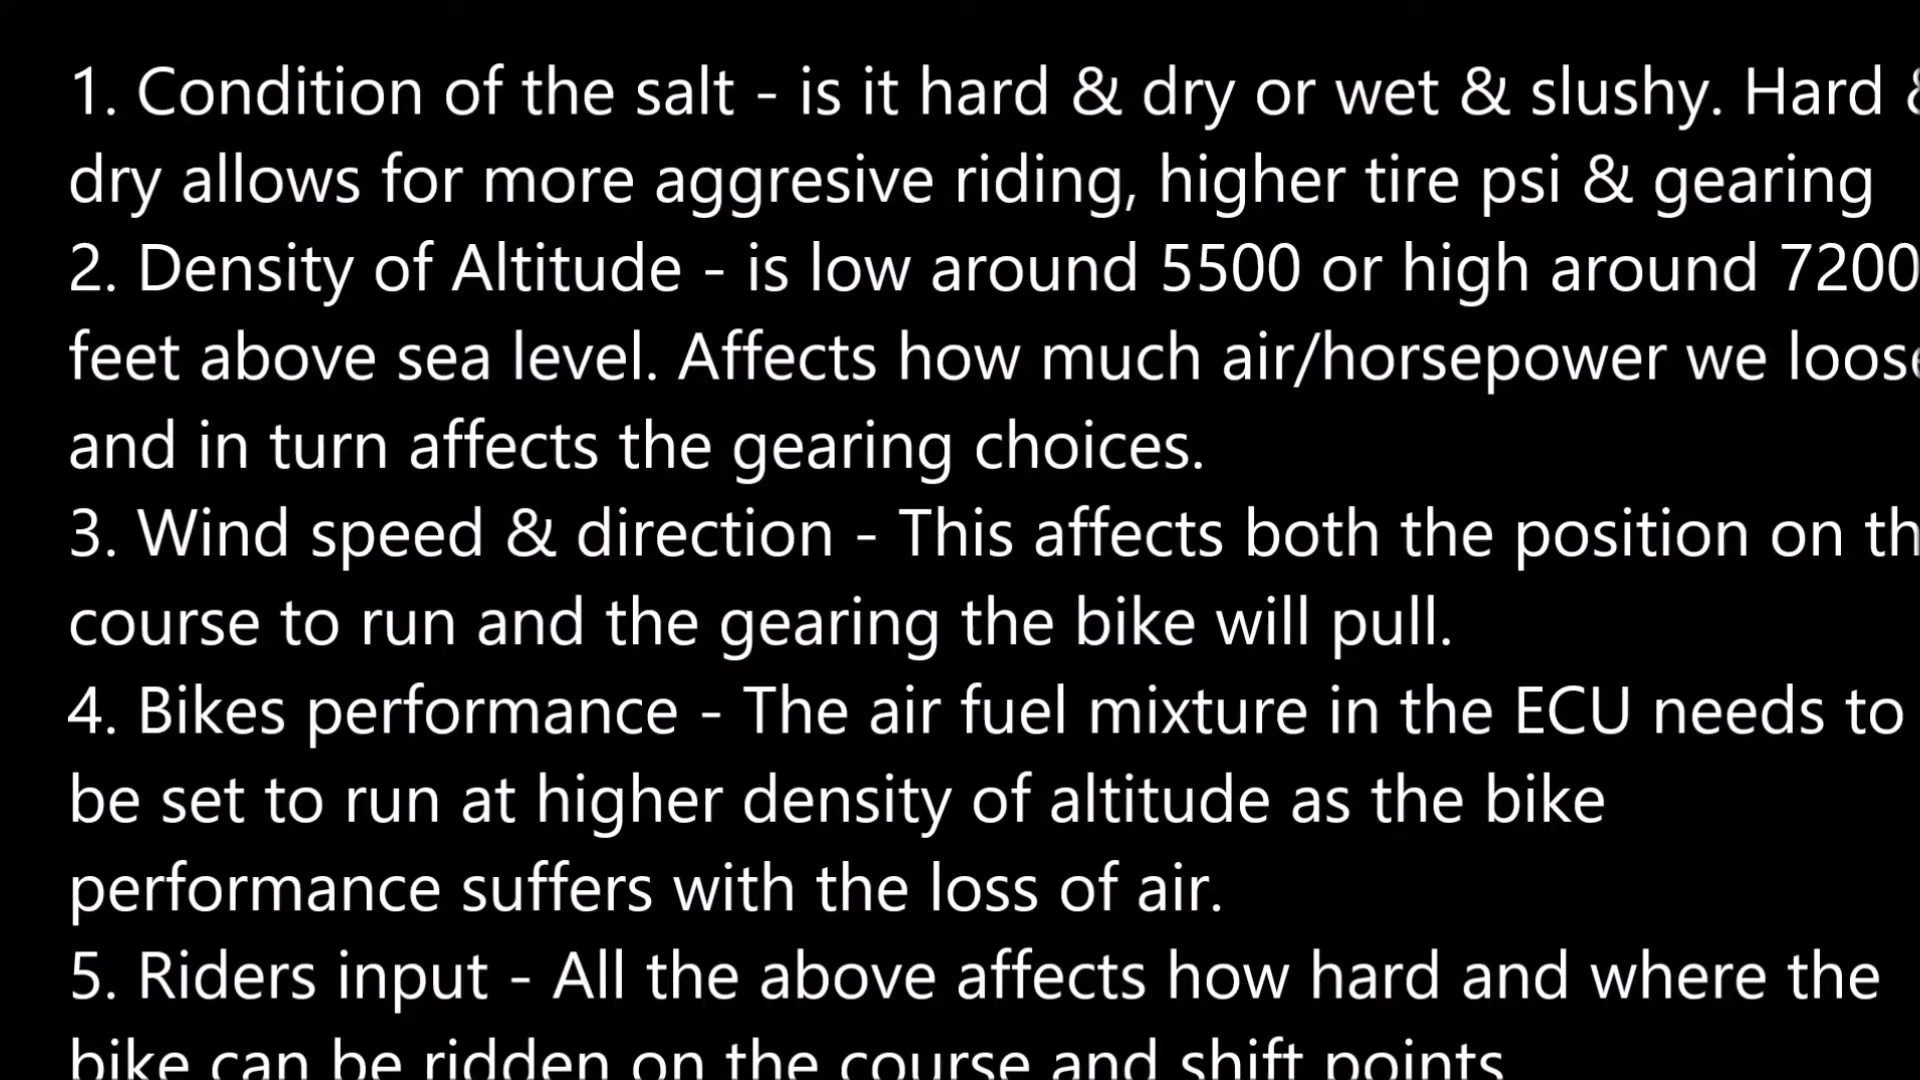 1. Condition of the salt - is it hard & dry or wet & slushy. Hard &
dry allows for more aggresive riding, higher tire psi & gearing
2. Density of Altitude - is low around 5500 or high around 7200
feet above sea level. Affects how much air/horsepower we loose
and in turn affects the gearing choices.
3. Wind speed & direction - This affects both the position on th
course to run and the gearing the bike will pull.
4. Bikes performance - The air fuel mixture in the ECU needs to
be set to run at higher density of altitude as the bike
performance suffers with the loss of air.
5. Riders input - All the above affects how hard and where the
bike can be ridden on the course and shift points